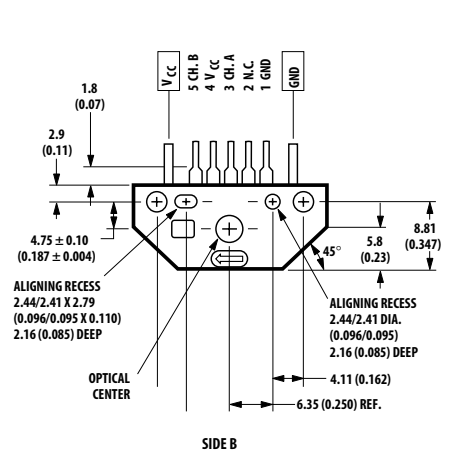 V CC
5 CH. B
4 V CC
3 CH. A
2 N.C.
1 GND
GND
1.8
(0.07)
2.9
(0.11)
4.75 ± 0.10
(0.187 ± 0.004)
8.81
(0.347)
5.8
(0.23)
45°
ALIGNING RECESS
2.44/2.41 X 2.79
(0.096/0.095 X 0.110)
2.16 (0.085) DEEP
ALIGNING RECESS
2.44/2.41 DIA.
(0.096/0.095)
2.16 (0.085) DEEP
OPTICAL
CENTER
4.11 (0.162)
6.35 (0.250) REF.
SIDE B